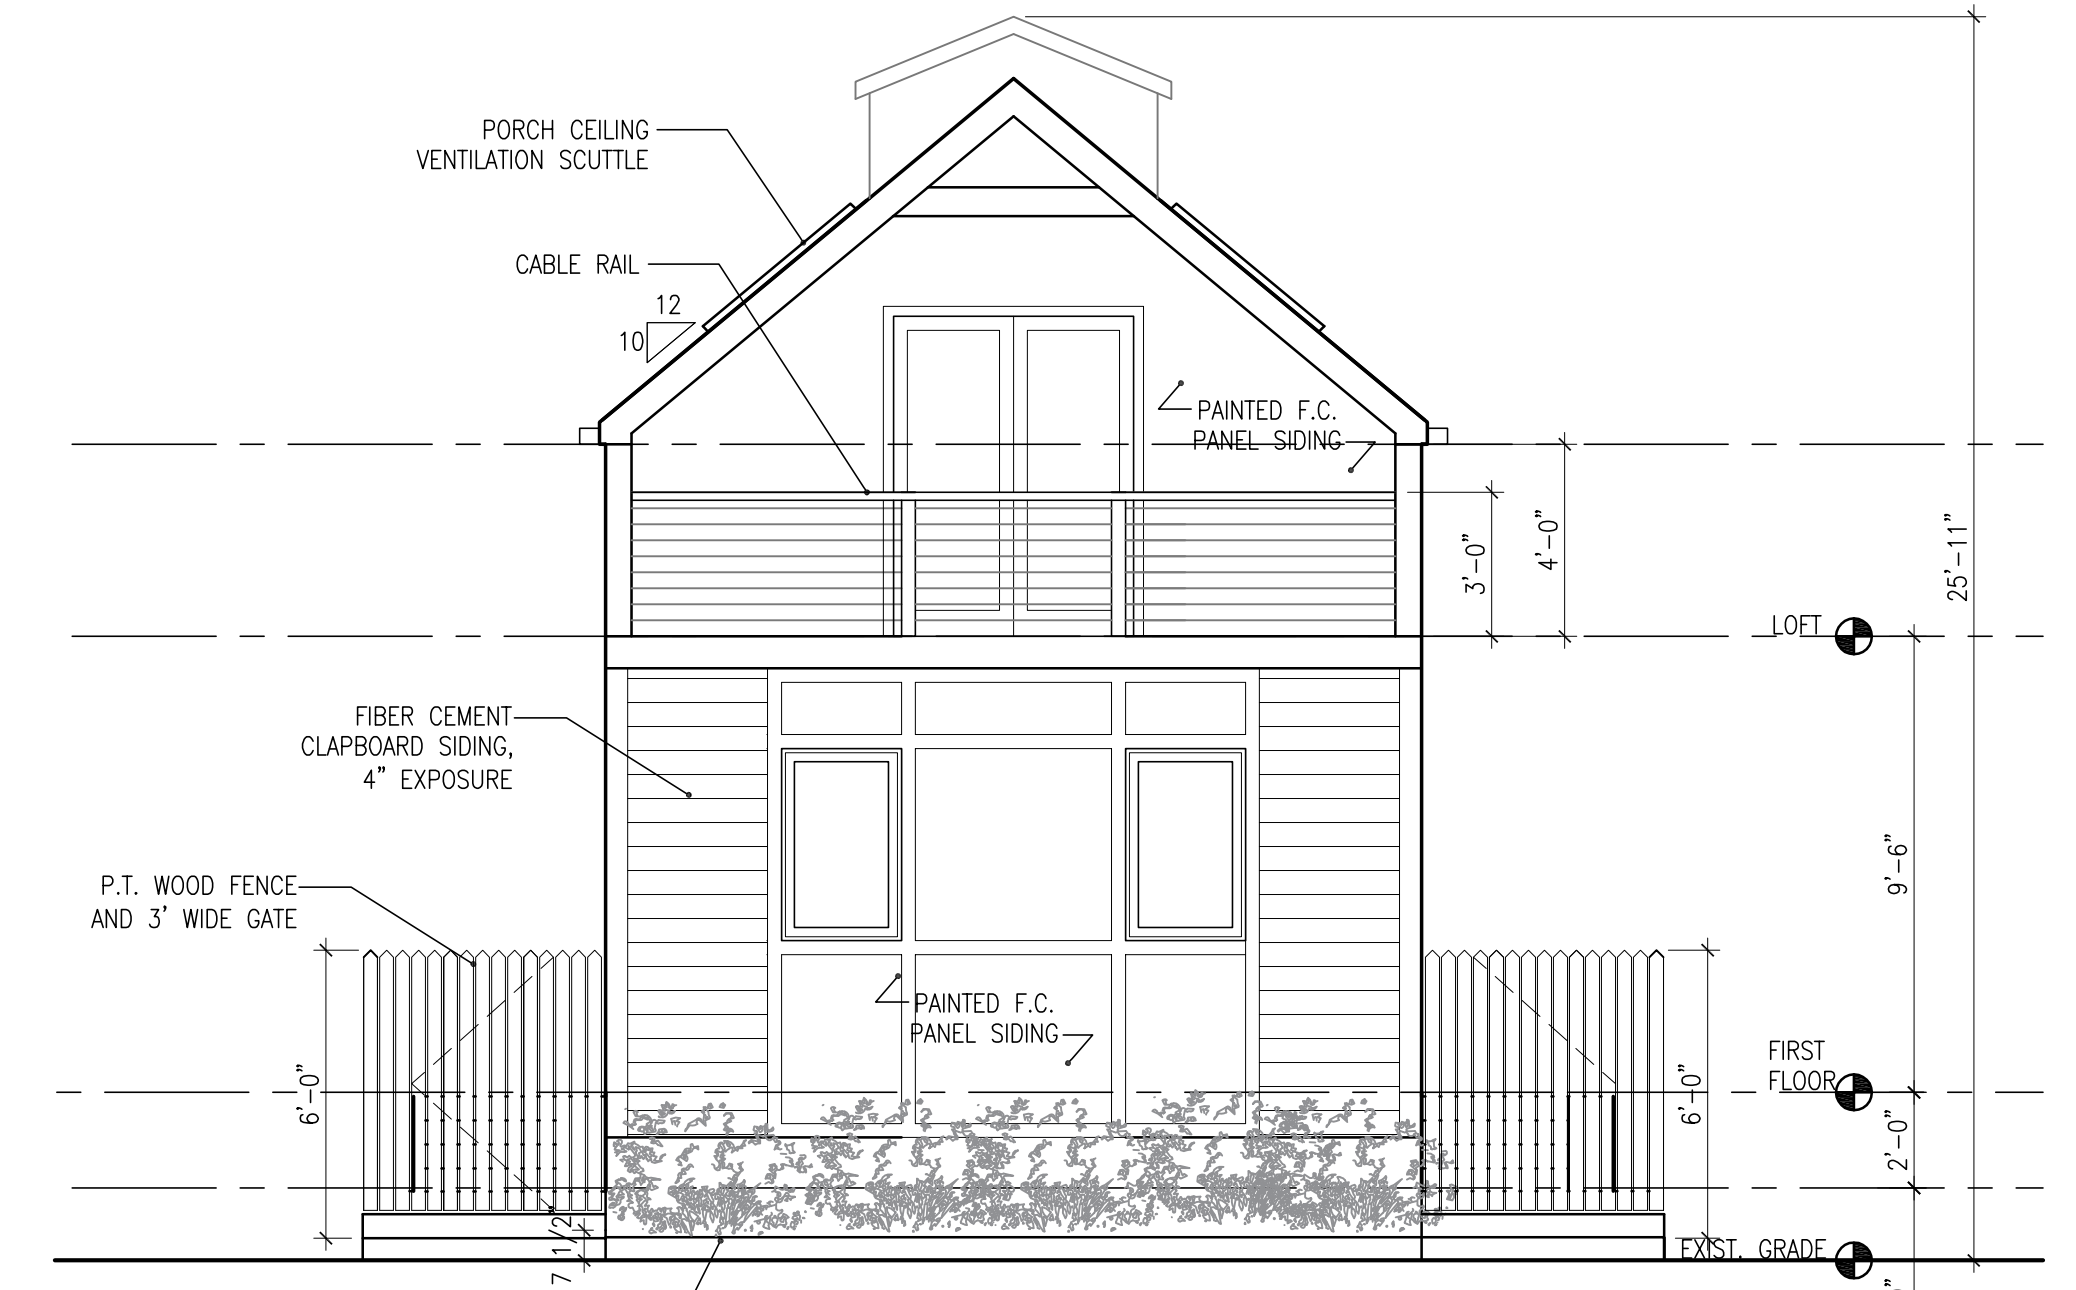 PORCH CEILING
VENTILATION SCUTTLE
CABLE RAIL
12
10
PAINTED F.C.
PANEL SIDING
3'-0"
4'-0"
25'-11"
LOFT
FIBER CEMENT
CLAPBOARD SIDING,
4" EXPOSURE
9'-6"
P.T. WOOD FENCE
AND 3' WIDE GATE
PAINTED F.C.
PANEL SIDING
FIRST
FLOOR
6'-0"
6'-0"
2'-0"
7 1/2"
EXIST. GRADE